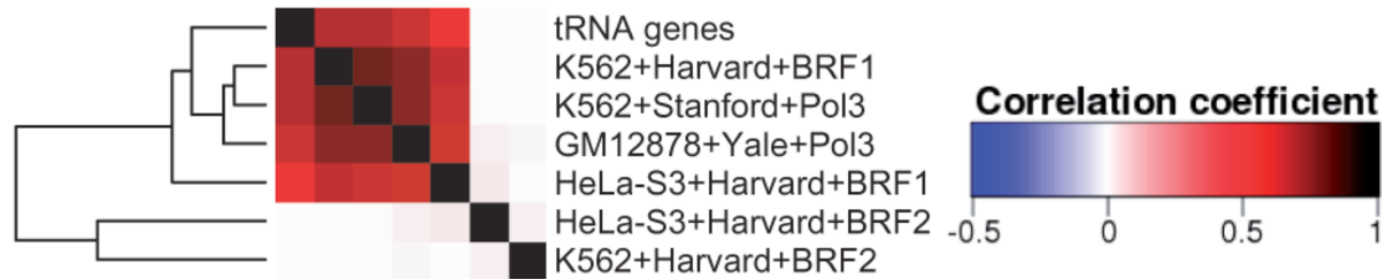 tRNA genes
K562+Harvard+BRF1
K562+Stanford+Pol3
GM12878+Yale+Pol3
HeLa-S3+Harvard+BRF1
HeLa-S3+Harvard+BRF2
K562+Harvard+BRF2
Correlation coefficient
-0.5 0 0.5 1